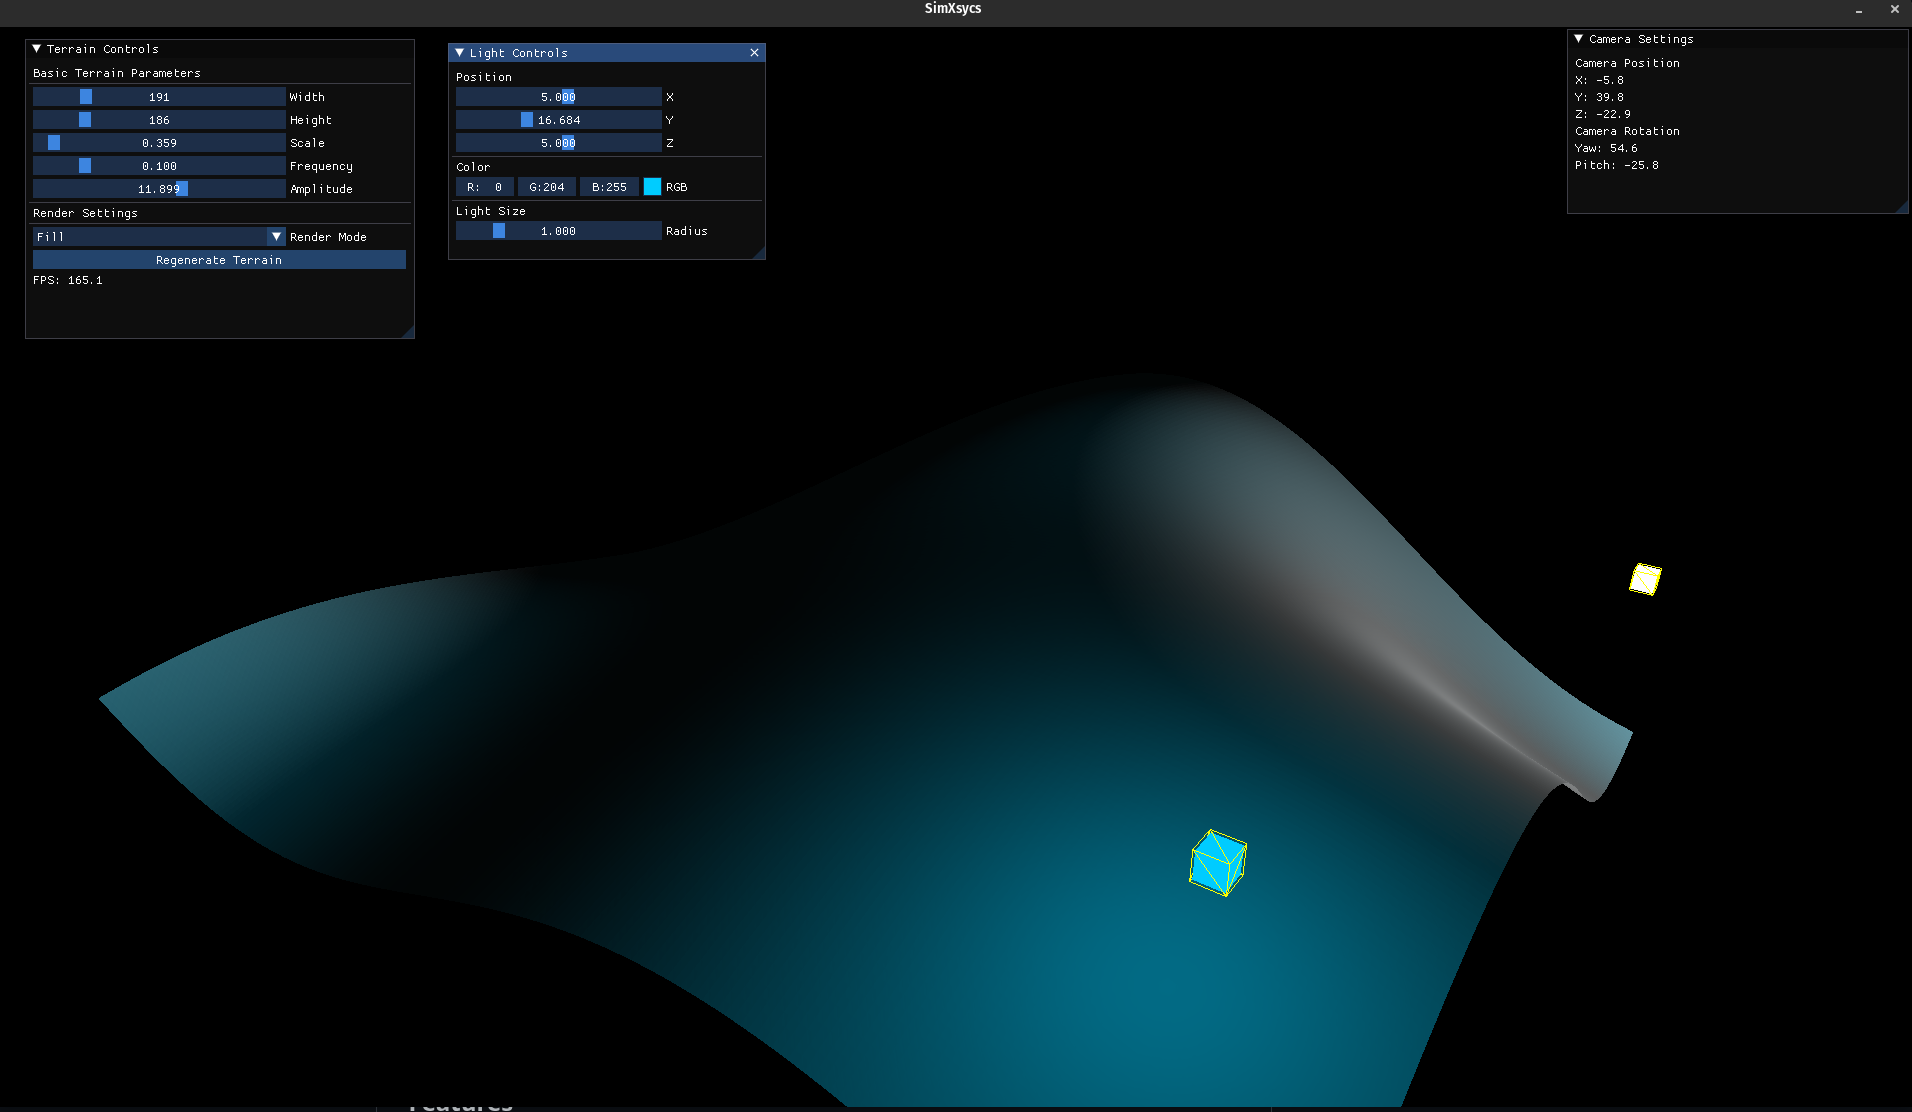 SimXsycs
Terrain Controls
Basic Terrain Parameters
191 Width
186 Height
0.359 Scale
0.100 Frequency
11.899 Amplitude
Render Settings
Fill Render Mode
Regenerate Terrain
FPS: 165.1
Light Controls
Position
5.000 X
16.684 Y
5.000 Z
Color
R: 0 G:204 B:255 RGB
Light Size
1.000 Radius
Camera Settings
Camera Position
X: -5.8
Y: 39.8
Z: -22.9
Camera Rotation
Yaw: 54.6
Pitch: -25.8
Features